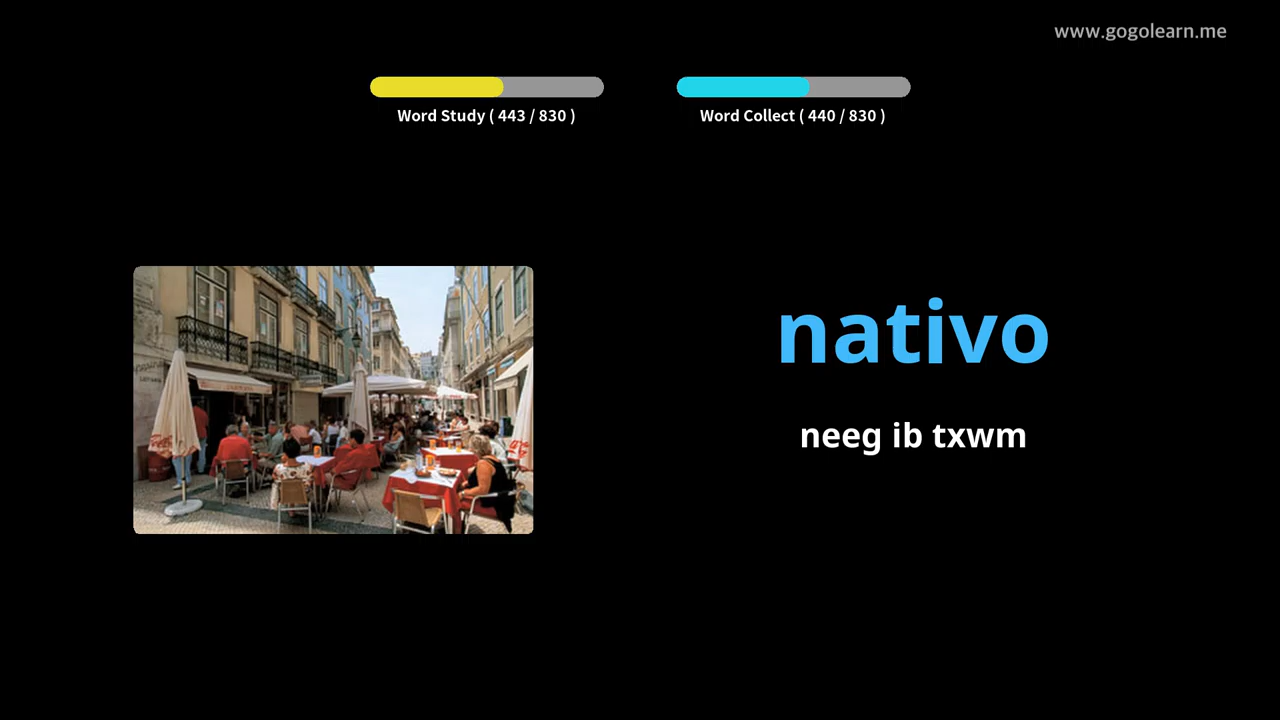 www.gogolearn.me
Word Study ( 443 / 830 )
Word Collect ( 440 / 830 )
nativo
neeg ib txwm